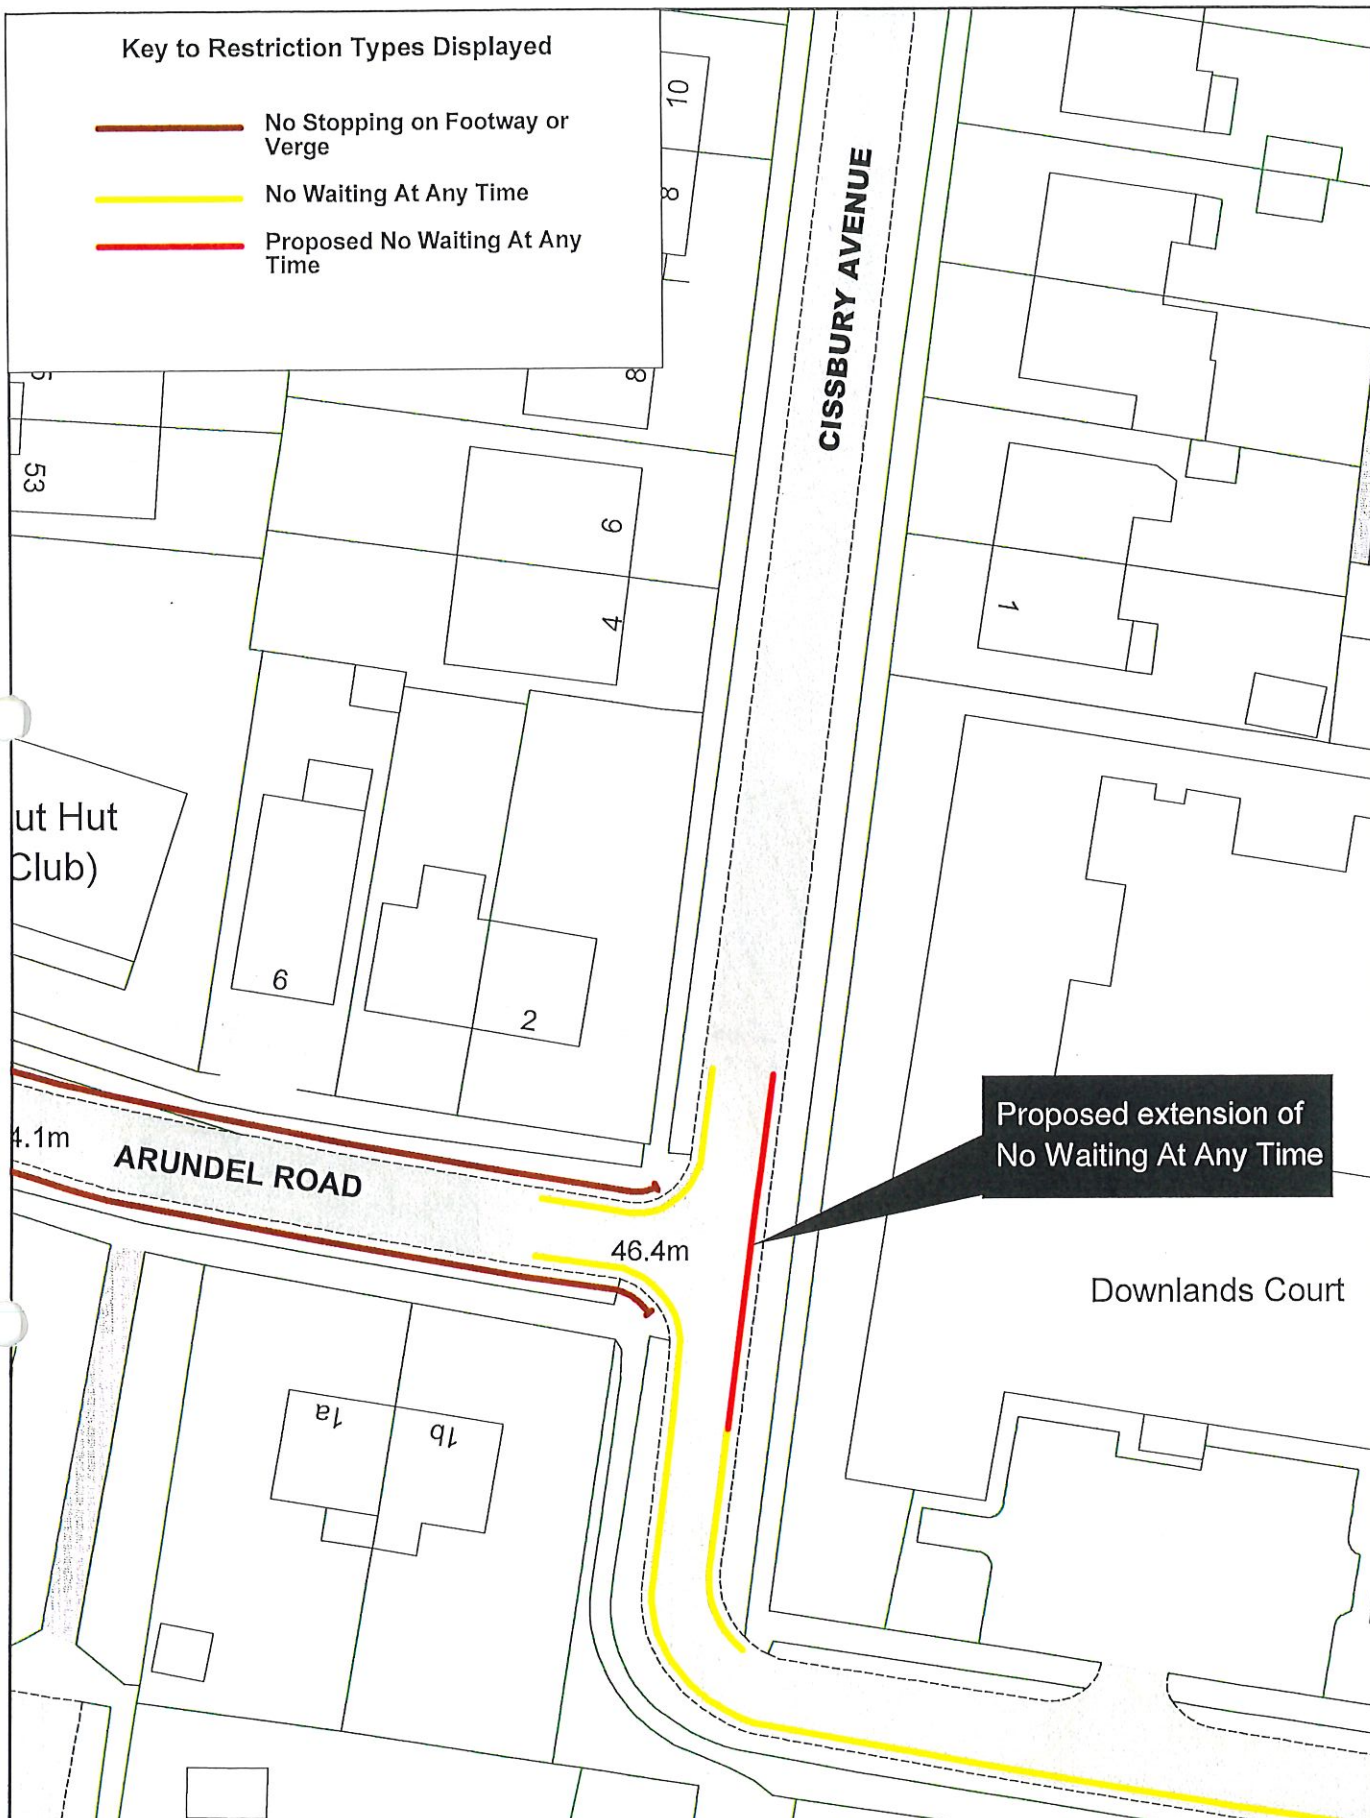 Key to Restriction Types Displayed
No Stopping on Footway or
Verge
No Waiting At Any Time
Proposed No Waiting At Any
Time
10
8
CISSBURY AVENUE
8
53
6
4
1
ut Hut
Club)
6
2
4.1m
ARUNDEL ROAD
46.4m
Proposed extension of
No Waiting At Any Time
Downlands Court
1a
1b